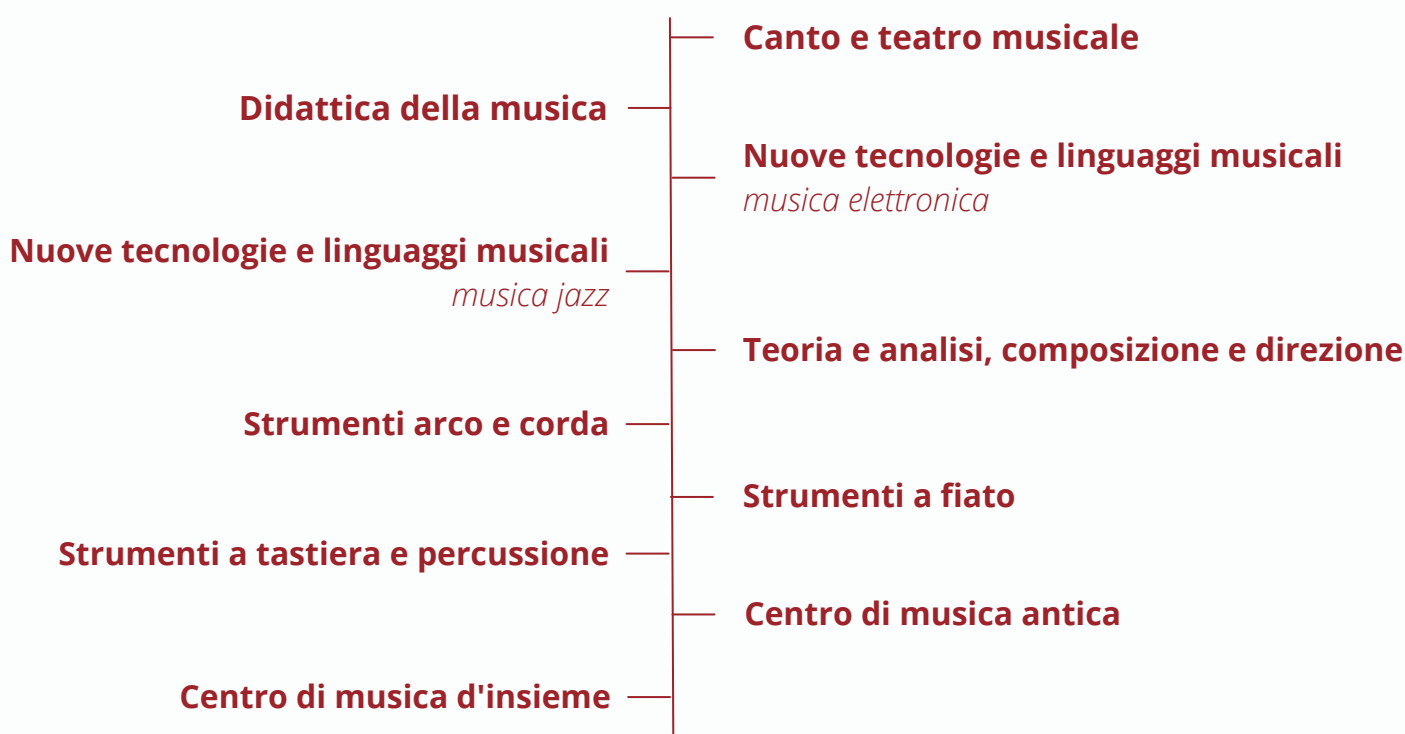 Canto e teatro musicale
Didattica della musica
Nuove tecnologie e linguaggi musicali
musica elettronica
Nuove tecnologie e linguaggi musicali
musica jazz
Teoria e analisi, composizione e direzione
Strumenti arco e corda
Strumenti a fiato
Strumenti a tastiera e percussione
Centro di musica antica
Centro di musica d'insieme